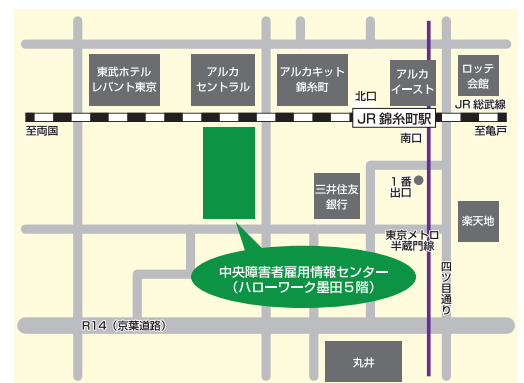 東武ホテル
レバント東京
アルカ
セントラル
アルカキット
錦糸町
アルカ
イースト
ロッテ
会館
北口
JR 総武線
JR 錦糸町駅
至両国
至亀戸
南口
1番
出口
三井住友
銀行
楽天地
東京メトロ
半蔵門線
中央障害者雇用情報センター
（ハローワーク墨田５階）
四ツ目通り
R14（京葉道路）
丸井